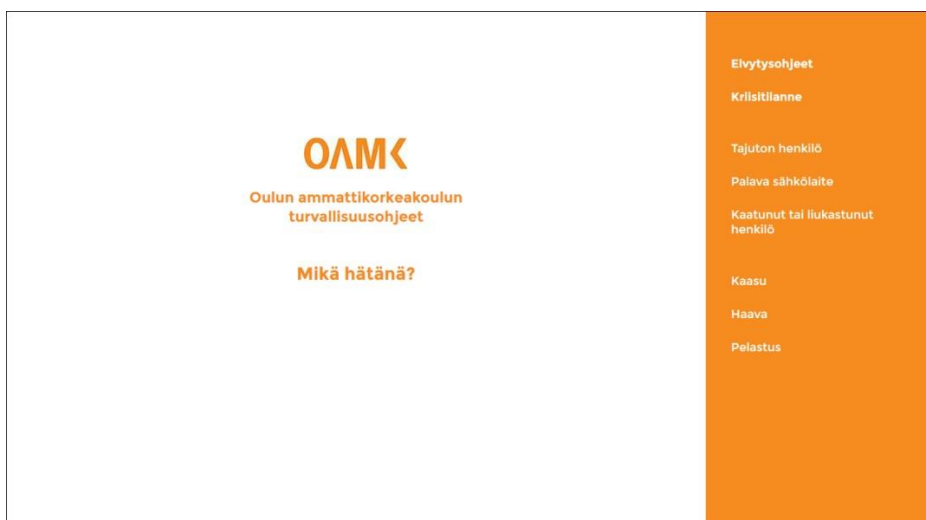 OAMK
Oulun ammattikorkeakoulun
turvallisuusohjeet
Mikä hätänä?
Elvytysohjeet
Kriisitilanne
Tajuton henkilö
Palava sähkölaite
Kaatunut tai liukastunut
henkilö
Kaasu
Haava
Pelastus